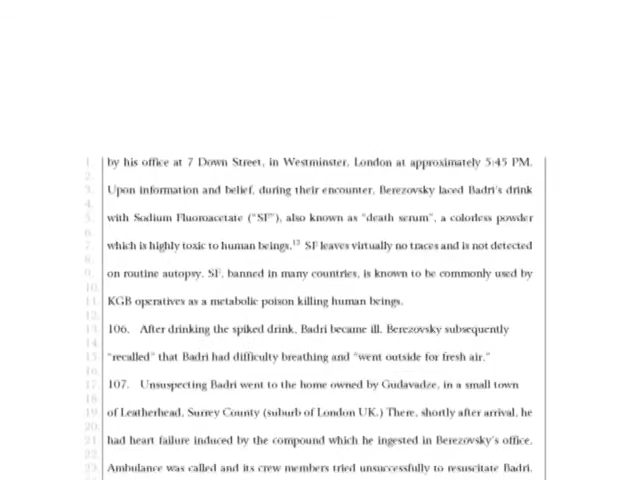 1 by his office at 7 Down Street, in Westminster, London at approximately 5:45 PM.
2.
3. Upon information and belief, during their encounter, Berezovsky laced Badri's drink
4.
5. with Sodium Fluoroacetate ("SF"), also known as "death serum", a colorless powder
6.
7. which is highly toxic to human beings.13 SF leaves virtually no traces and is not detected
8.
9. on routine autopsy. SF, banned in many countries, is known to be commonly used by
10.
11. KGB operatives as a metabolic poison killing human beings.
12.
13 106. After drinking the spiked drink, Badri became ill. Berezovsky subsequently
14.
15. "recalled" that Badri had difficulty breathing and "went outside for fresh air."
16.
17. 107. Unsuspecting Badri went to the home owned by Gudavadze, in a small town
18.
19. of Leatherhead, Surrey County (suburb of London UK.) There, shortly after arrival, he
20.
21. had heart failure induced by the compound which he ingested in Berezovsky's office.
22.
23. Ambulance was called and its crew members tried unsuccessfully to resuscitate Badri.